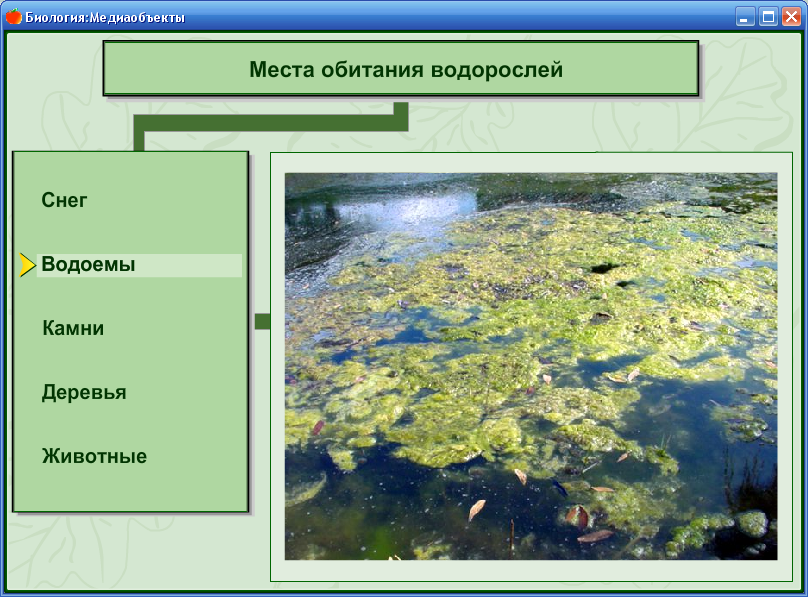 Биология:Медиаобъекты
Места обитания водорослей
Снег
Водоемы
Камни
Деревья
Животные